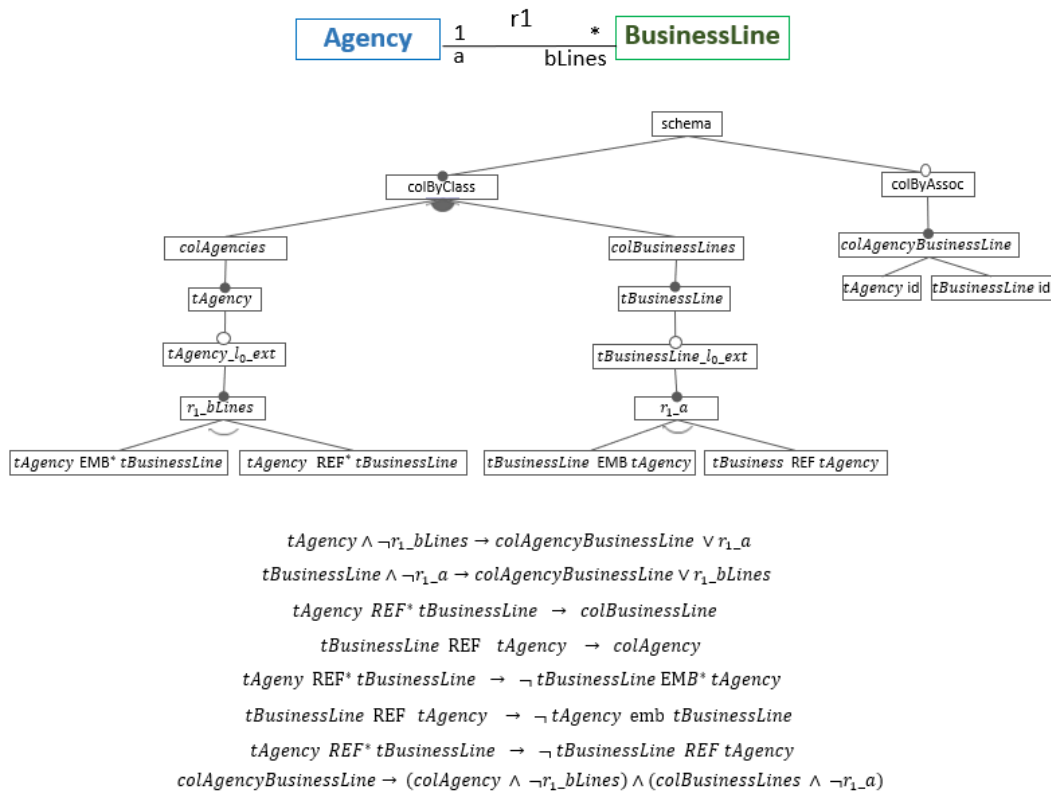 r1
Agency 1 * BusinessLine
a bLines
schema
colByClass colByAssoc
colAgencies colBusinessLines colAgencyBusinessLine
tAgency tBusinessLine tAgency id tBusinessLine id
tAgency_l₀_ext tBusinessLine_l₀_ext
r₁_bLines r₁_a
tAgency EMB* tBusinessLine tAgency REF* tBusinessLine tBusinessLine EMB tAgency tBusiness REF tAgency
tAgency ∧ ¬r₁_bLines → colAgencyBusinessLine ∨ r₁_a
tBusinessLine ∧ ¬r₁_a → colAgencyBusinessLine ∨ r₁_bLines
tAgency REF* tBusinessLine → colBusinessLine
tBusinessLine REF tAgency → colAgency
tAgeny REF* tBusinessLine → ¬ tBusinessLine EMB* tAgency
tBusinessLine REF tAgency → ¬ tAgency emb tBusinessLine
tAgency REF* tBusinessLine → ¬ tBusinessLine REF tAgency
colAgencyBusinessLine → (colAgency ∧ ¬r₁_bLines) ∧ (colBusinessLines ∧ ¬r₁_a)